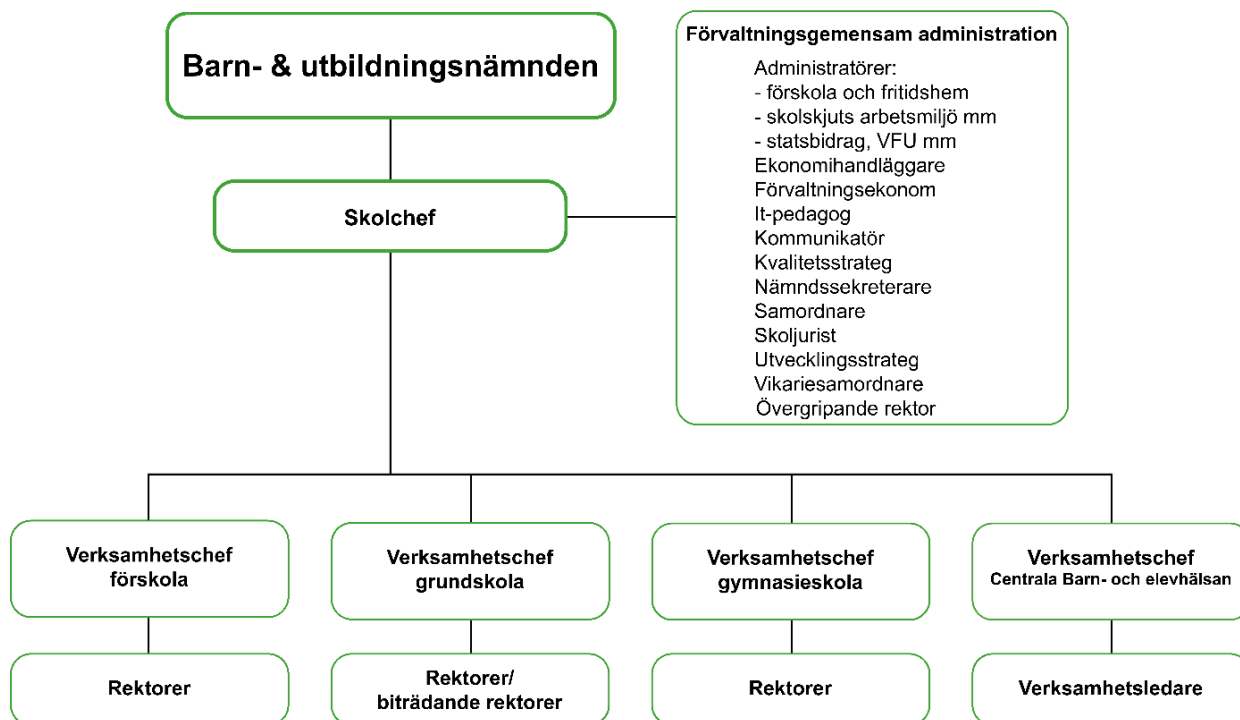 Barn- & utbildningsnämnden
Skolchef
Förvaltningsgemensam administration
Administratörer:
- förskola och fritidshem
- skolskjuts arbetsmiljö mm
- statsbidrag, VFU mm
Ekonomihandläggare
Förvaltningsekonom
It-pedagog
Kommunikatör
Kvalitetsstrateg
Nämndssekreterare
Samordnare
Skoljurist
Utvecklingsstrateg
Vikariesamordnare
Övergripande rektor
Verksamhetschef
förskola
Verksamhetschef
grundskola
Verksamhetschef
gymnasieskola
Verksamhetschef
Centrala Barn- och elevhälsan
Rektorer
Rektorer/
biträdande rektorer
Rektorer
Verksamhetsledare